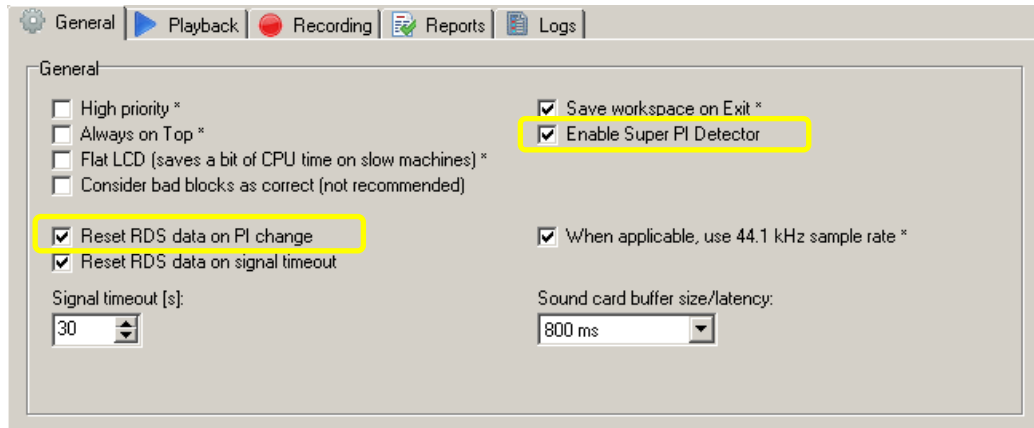 General Playback Recording Reports Logs
General
High priority *
Always on Top *
Flat LCD (saves a bit of CPU time on slow machines) *
Consider bad blocks as correct (not recommended)
Save workspace on Exit *
Enable Super PI Detector
Reset RDS data on PI change
Reset RDS data on signal timeout
When applicable, use 44.1 kHz sample rate *
Signal timeout [s]:
30
Sound card buffer size/latency:
800 ms